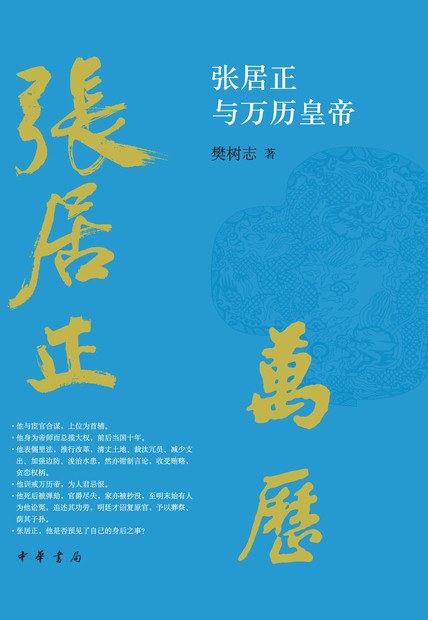 张居正
与万历皇帝
樊树志 著
張居正
萬曆
·他与宦官合谋，上位为首辅。
·他身为帝师而总揽大权，前后当国十年。
·他表儒里法，推行改革，清丈土地、裁汰冗员、减少支
出、加强边防、浚治水患，然亦钳制言论，收受贿赂，
贪恋权柄。
·他训戒万历帝，为人君总恨。
·他死后被弹劾，官爵尽失，家亦被抄没，至明末始有人
为他讼冤，追述其功劳，明廷才诏复原官，予以葬祭、
荫其子孙。
·张居正，他是否预见了自己的身后之事？
中華書局